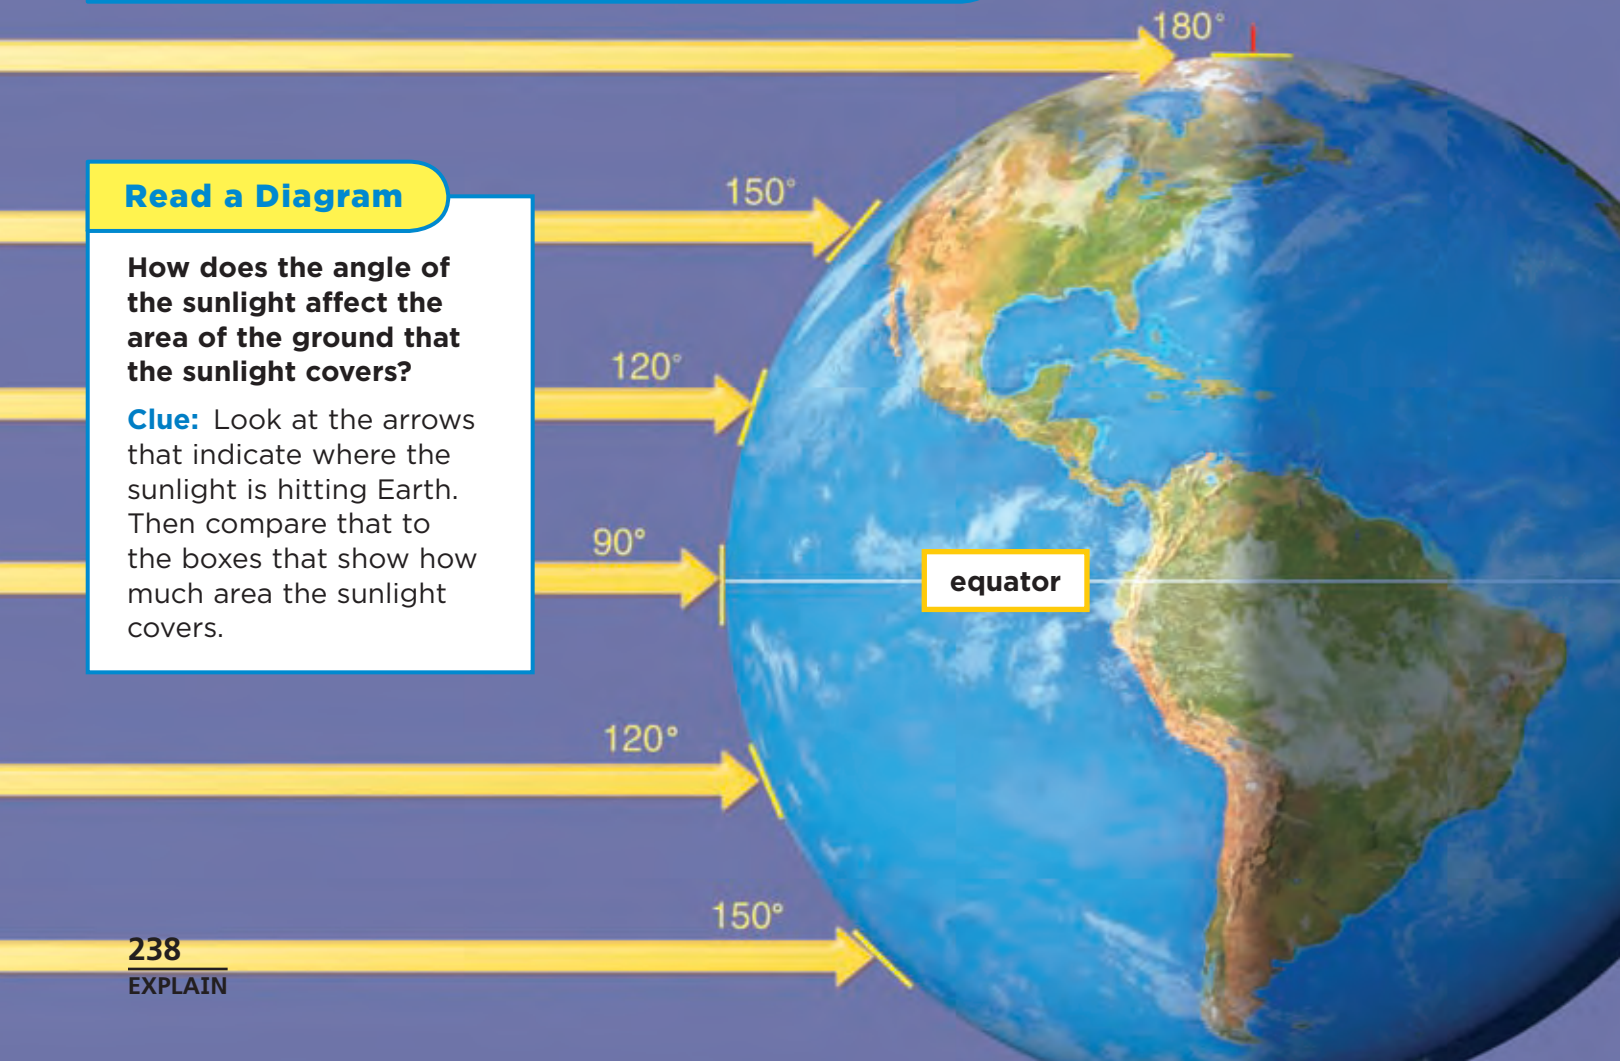 180°
150°
Read a Diagram
How does the angle of
the sunlight affect the
area of the ground that
the sunlight covers?
Clue: Look at the arrows
that indicate where the
sunlight is hitting Earth.
Then compare that to
the boxes that show how
much area the sunlight
covers.
120°
90°
equator
120°
150°
238
EXPLAIN